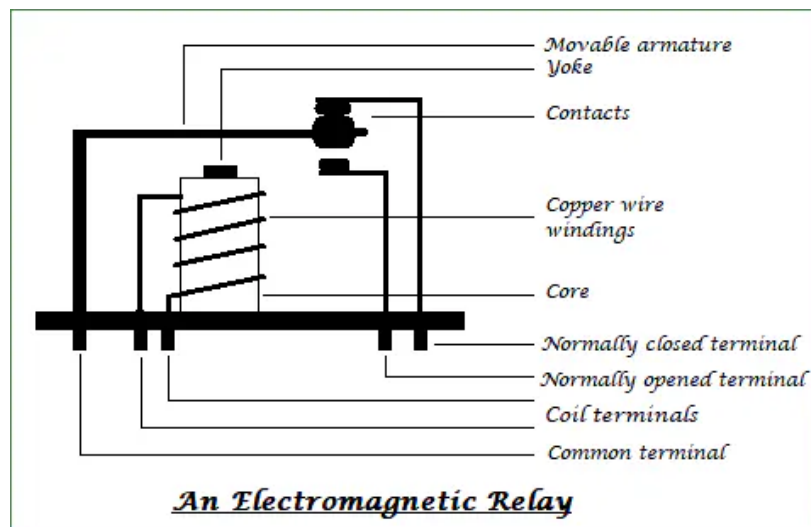 Movable armature
Yoke
Contacts
Copper wire
windings
Core
Normally closed terminal
Normally opened terminal
Coil terminals
Common terminal
An Electromagnetic Relay